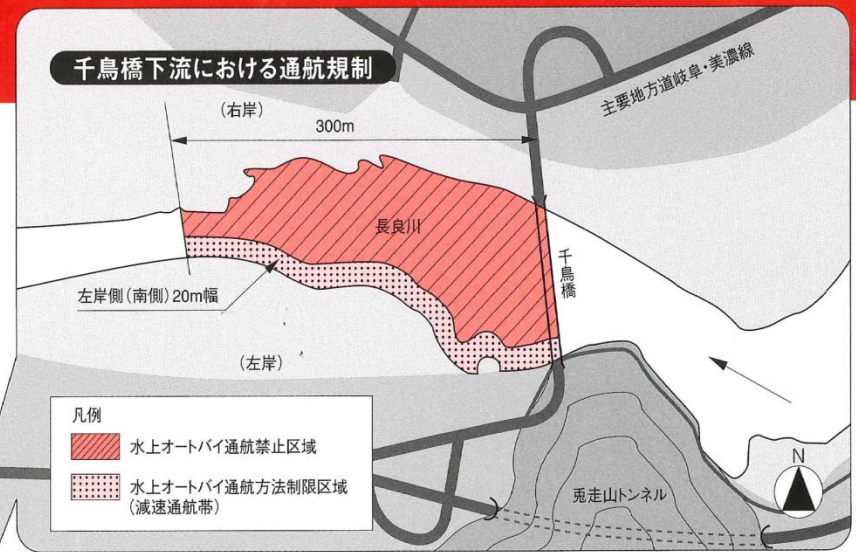 千鳥橋下流における通航規制
主要地方道岐阜・美濃線
(右岸)
300m
長良川
千鳥橋
左岸側(南側)20m幅
(左岸)
凡例
水上オートバイ通航禁止区域
水上オートバイ通航方法制限区域
(減速通航帯)
兎走山トンネル
N